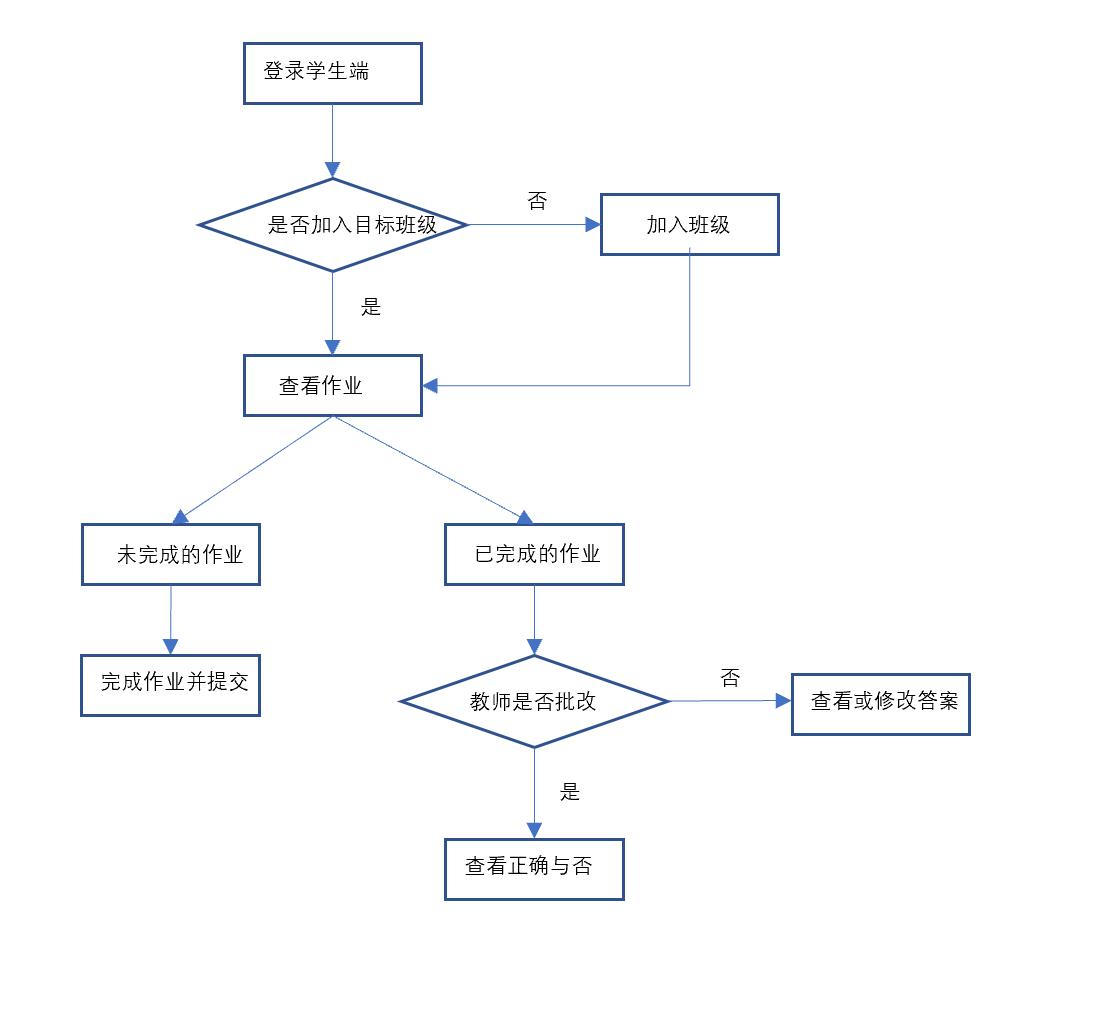 登录学生端
否
是否加入目标班级
加入班级
是
查看作业
未完成的作业
已完成的作业
完成作业并提交
否
教师是否批改
查看或修改答案
是
查看正确与否